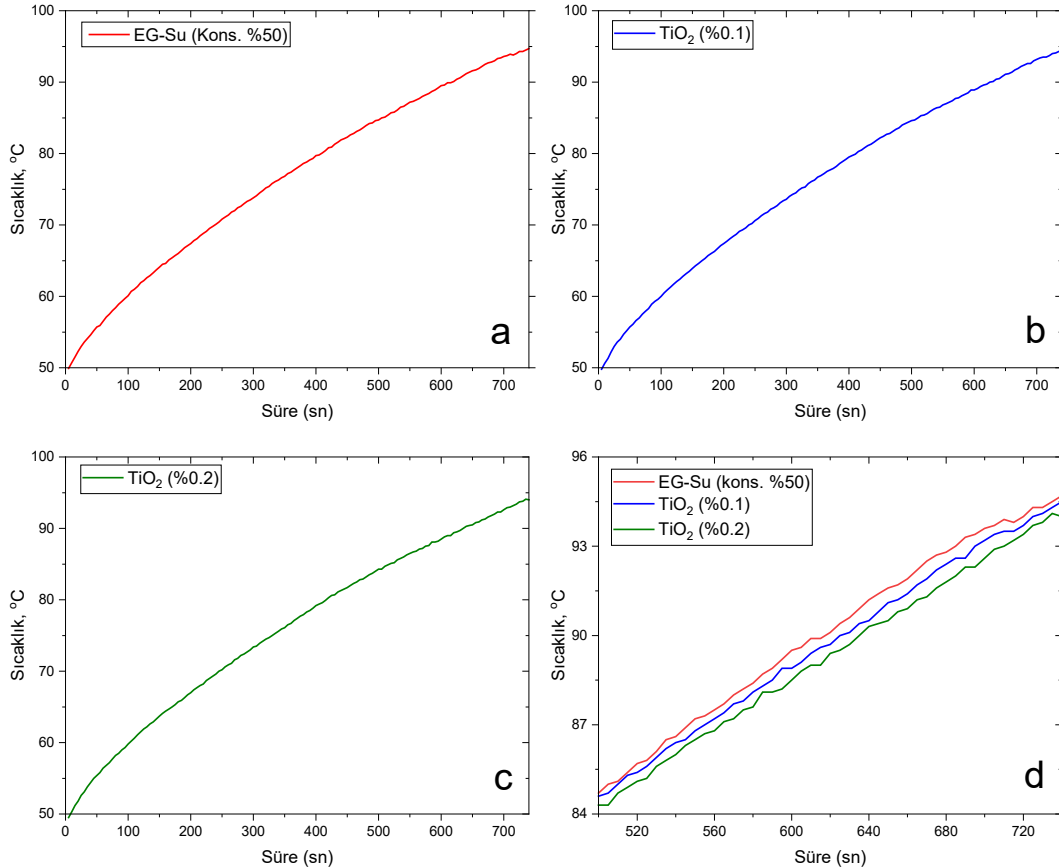 EG-Su (Kons. %50)
Sıcaklık, °C
100
90
80
70
60
50
0 100 200 300 400 500 600 700
Süre (sn)
a
TiO₂ (%0.1)
Sıcaklık, °C
100
90
80
70
60
50
0 100 200 300 400 500 600 700
Süre (sn)
b
TiO₂ (%0.2)
Sıcaklık, °C
100
90
80
70
60
50
0 100 200 300 400 500 600 700
Süre (sn)
c
EG-Su (kons. %50)
TiO₂ (%0.1)
TiO₂ (%0.2)
Sıcaklık, °C
96
93
90
87
84
520 560 600 640 680 720
Süre (sn)
d